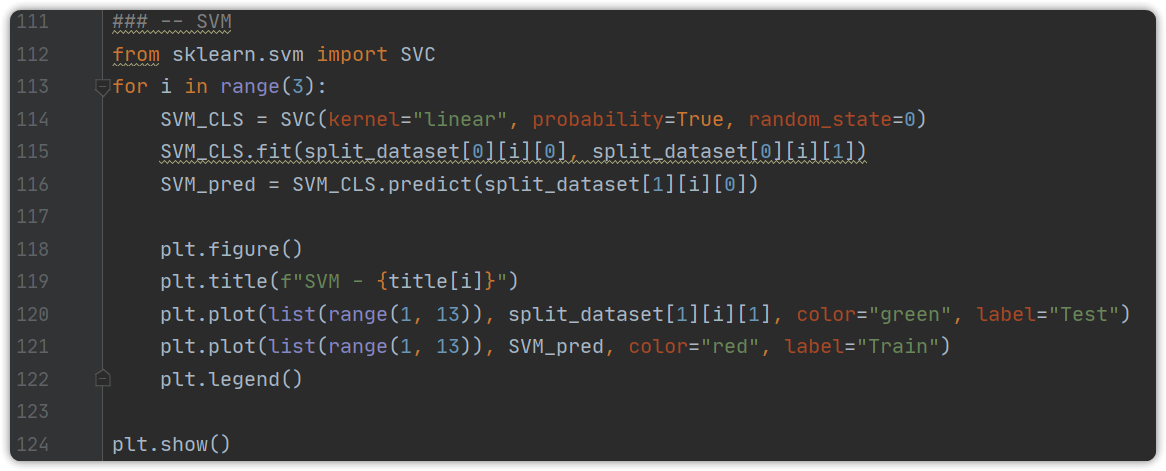 111 ### -- SVM
112 from sklearn.svm import SVC
113 for i in range(3):
114     SVM_CLS = SVC(kernel="linear", probability=True, random_state=0)
115     SVM_CLS.fit(split_dataset[0][i][0], split_dataset[0][i][1])
116     SVM_pred = SVM_CLS.predict(split_dataset[1][i][0])
117
118     plt.figure()
119     plt.title(f"SVM - {title[i]}")
120     plt.plot(list(range(1, 13)), split_dataset[1][i][1], color="green", label="Test")
121     plt.plot(list(range(1, 13)), SVM_pred, color="red", label="Train")
122     plt.legend()
123
124 plt.show()